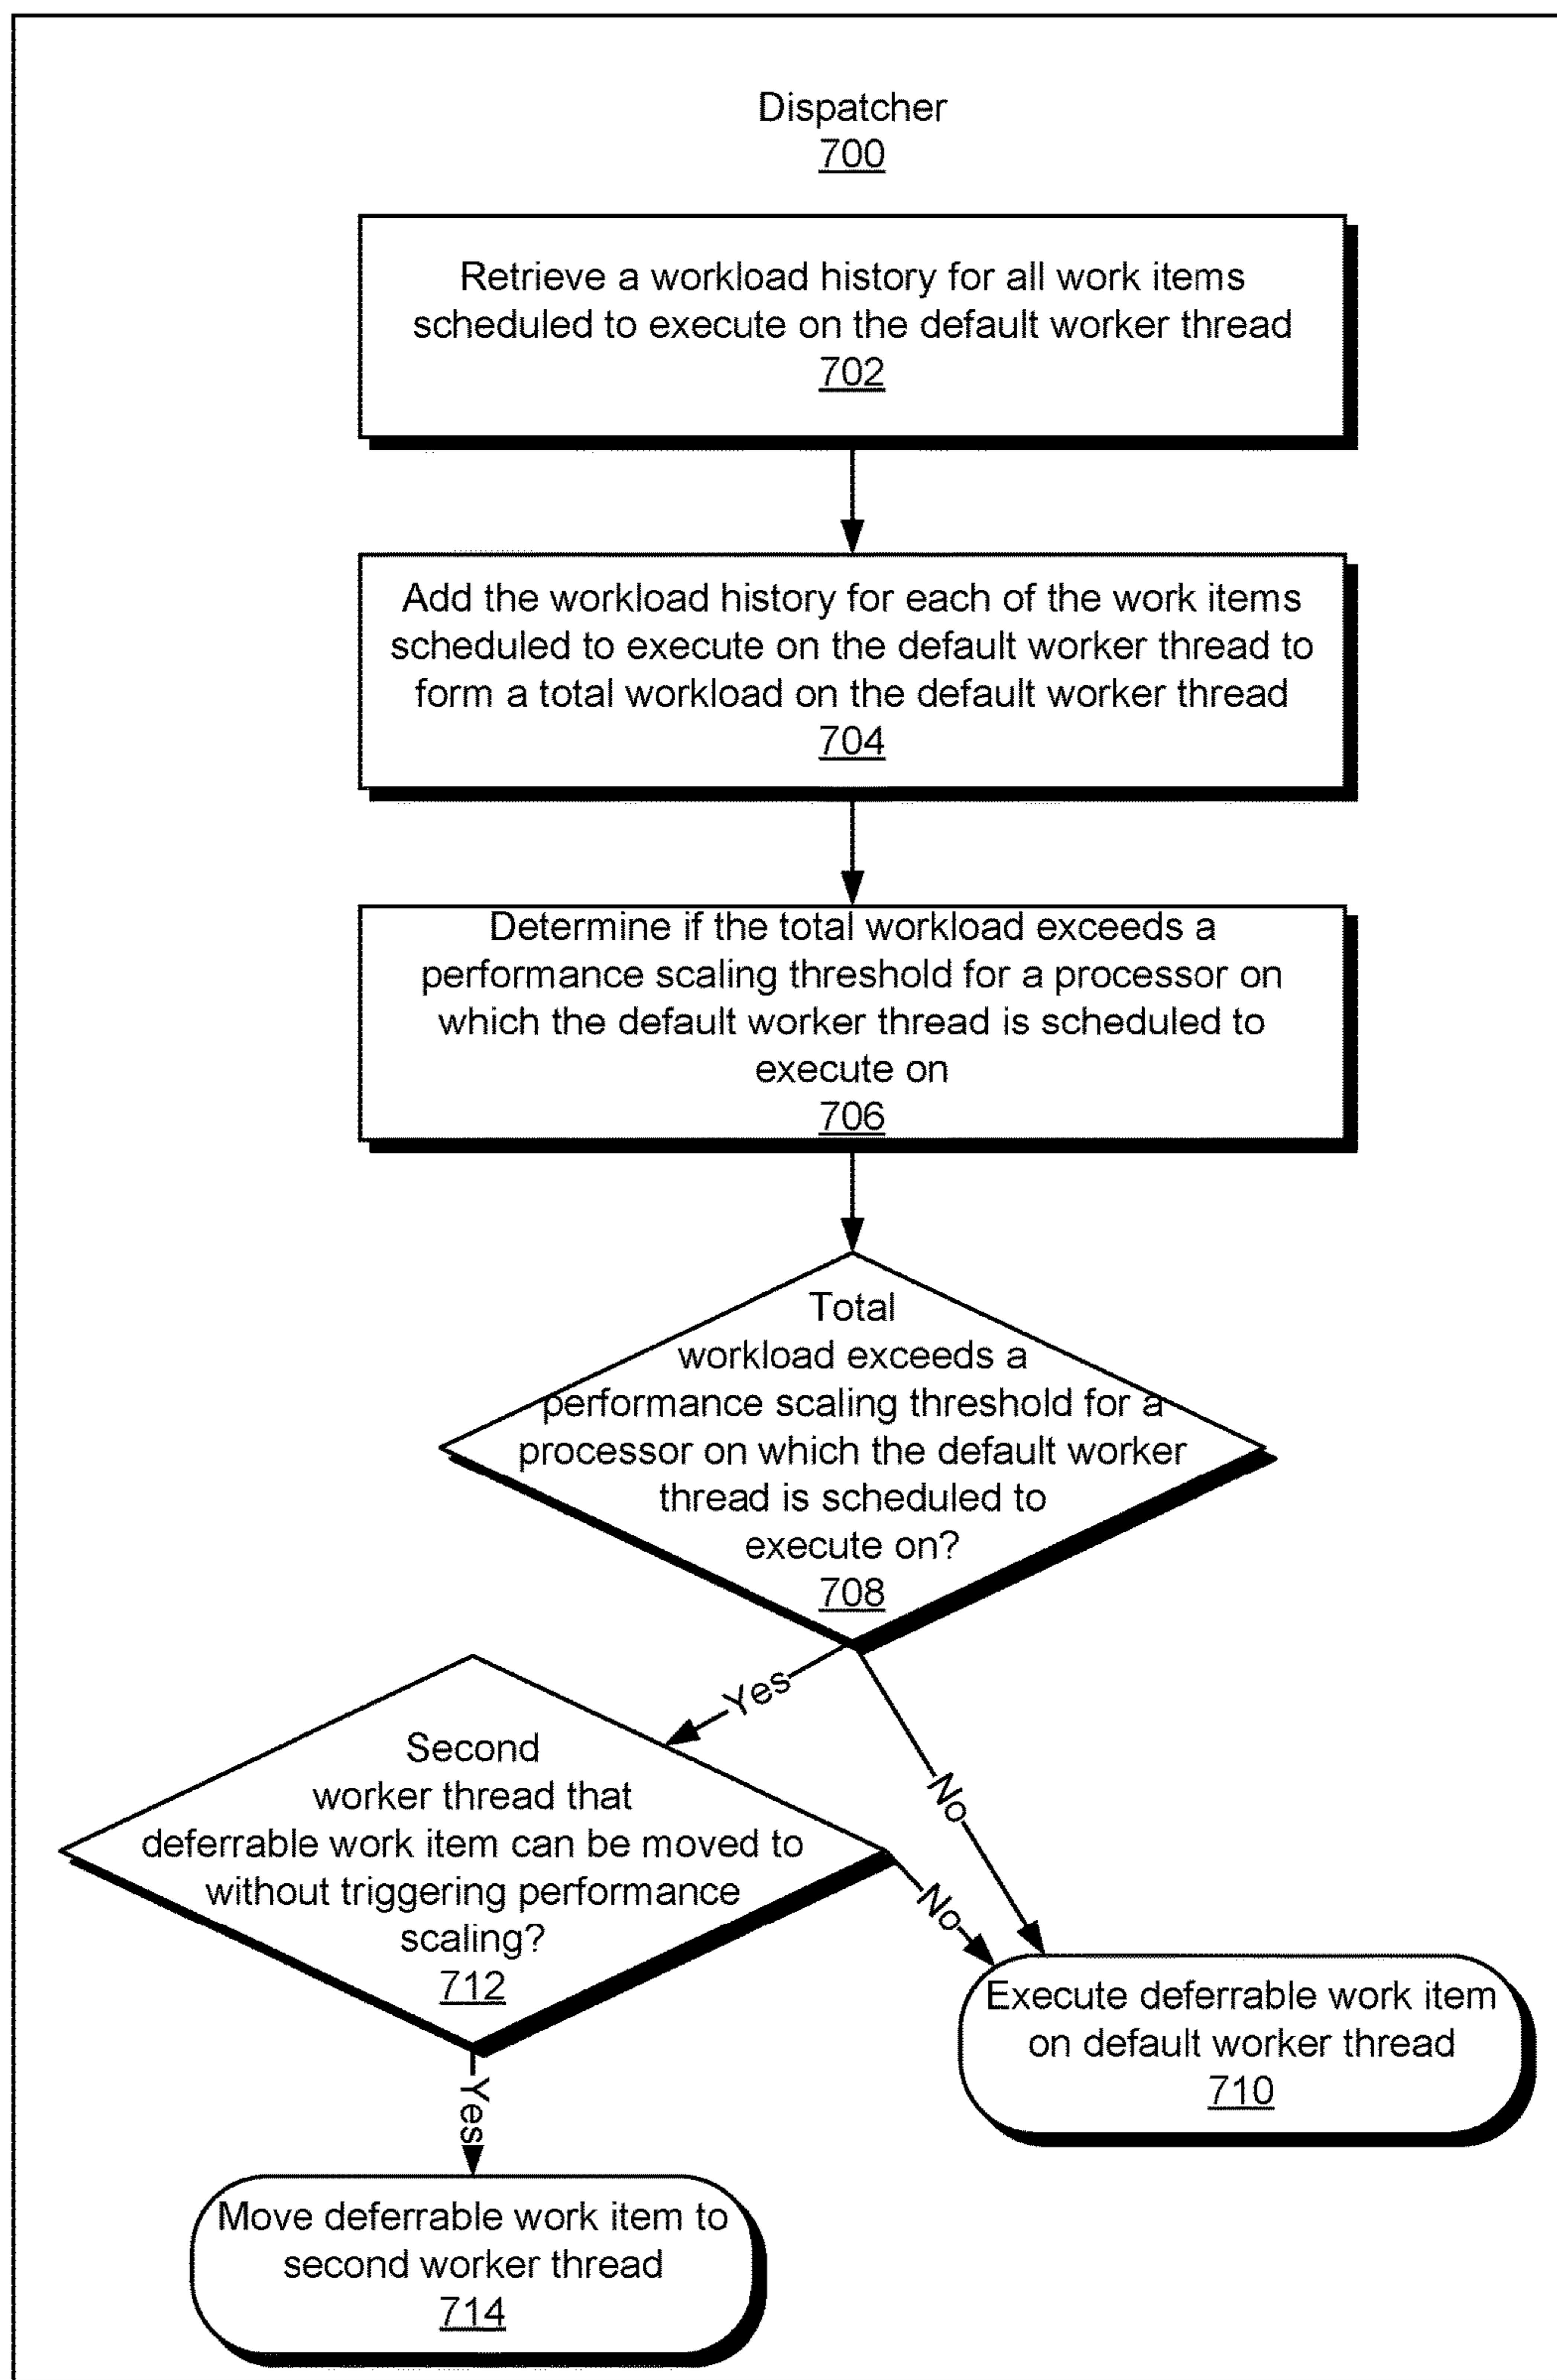 Dispatcher
700
Retrieve a workload history for all work items
scheduled to execute on the default worker thread
702
Add the workload history for each of the work items
scheduled to execute on the default worker thread to
form a total workload on the default worker thread
704
Determine if the total workload exceeds a
performance scaling threshold for a processor on
which the default worker thread is scheduled to
execute on
706
Total
workload exceeds a
performance scaling threshold for a
processor on which the default worker
thread is scheduled to
execute on?
708
Yes
No
Second
worker thread that
deferrable work item can be moved to
without triggering performance
scaling?
712
No
Yes
Execute deferrable work item
on default worker thread
710
Move deferrable work item to
second worker thread
714